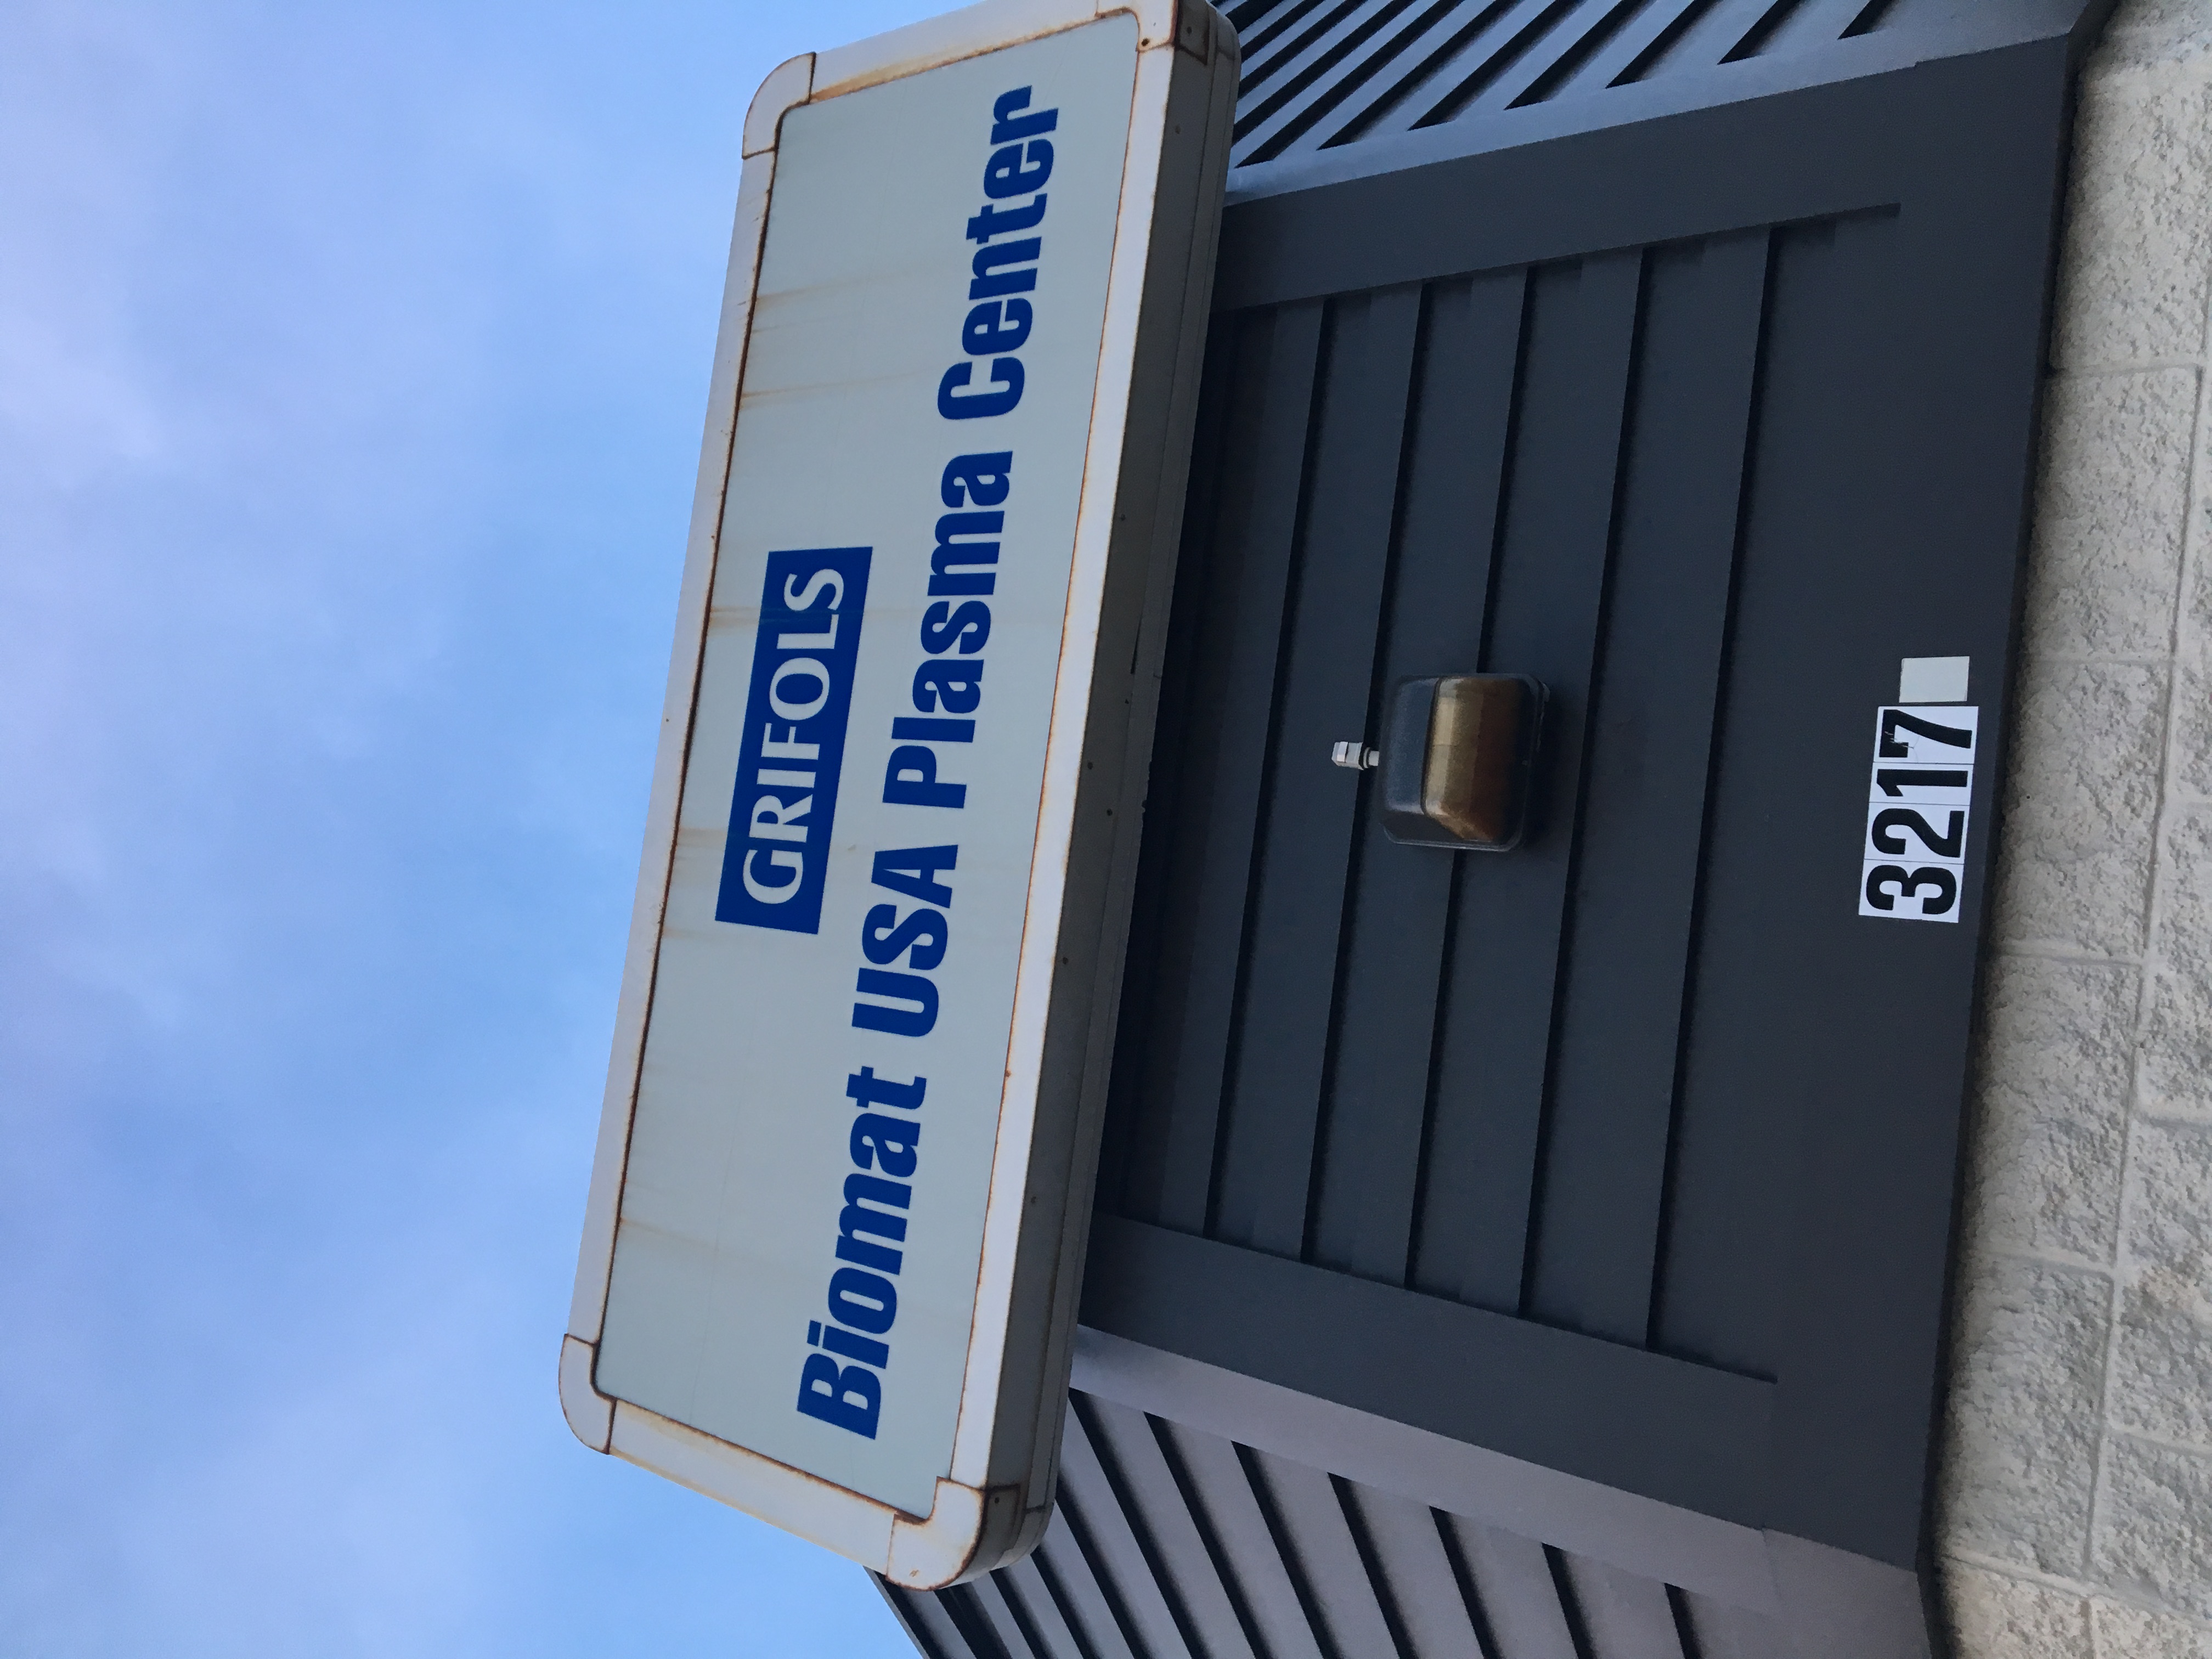 GRIFOLS
Biomat USA Plasma Center
3217